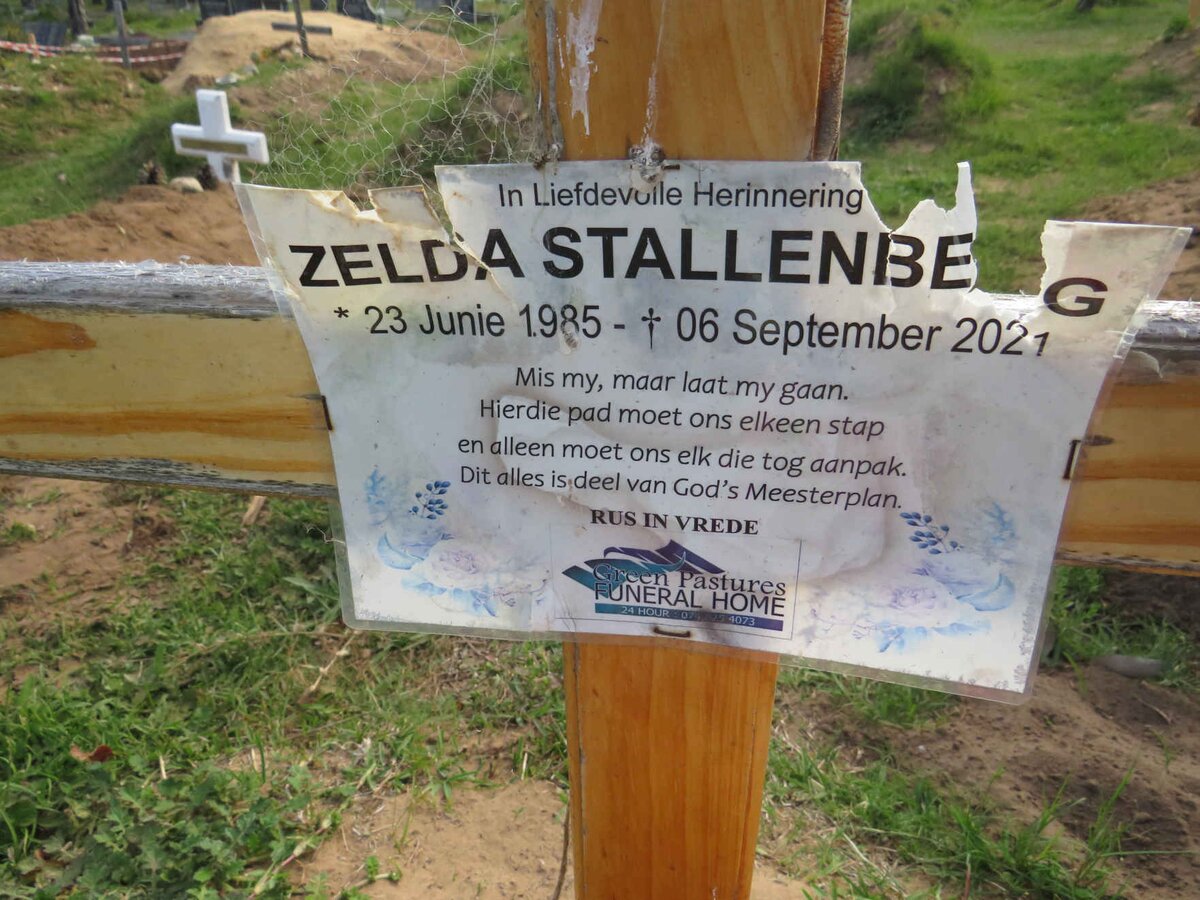 In Liefdevolle Herinnering
ZELDA STALLENBE G
* 23 Junie 1985 - † 06 September 2021
Mis my, maar laat my gaan.
Hierdie pad moet ons elkeen stap
en alleen moet ons elk die tog aanpak.
Dit alles is deel van God's Meesterplan.
RUS IN VREDE
Green Pastures
FUNERAL HOME
24 HOUR
4073